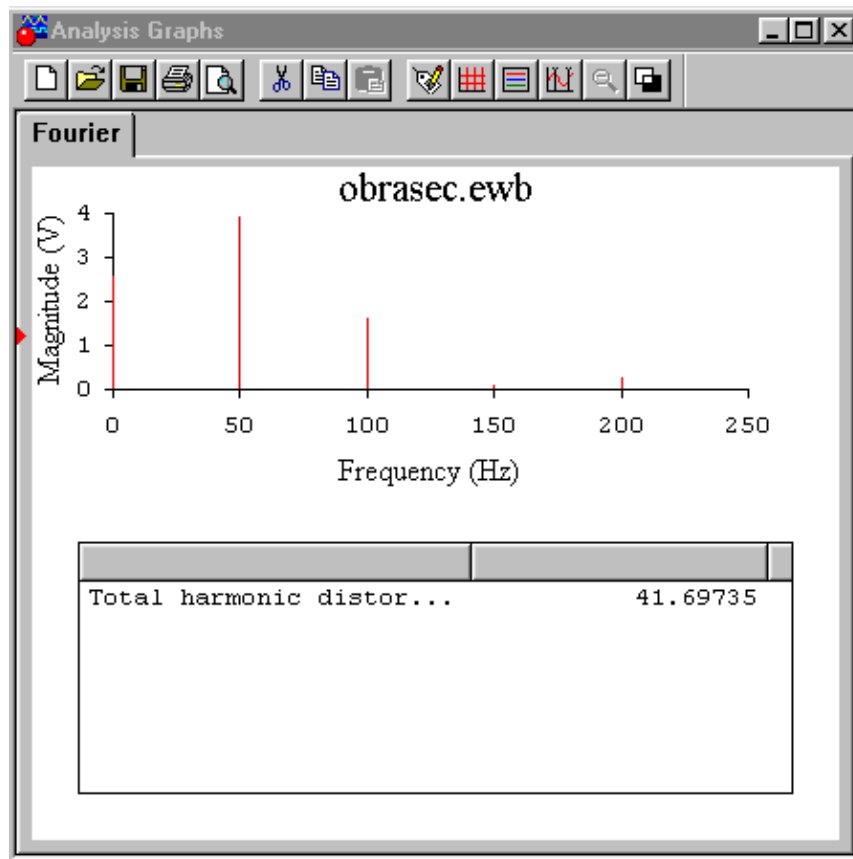 Analysis Graphs
Fourier
obrasec.ewb
Magnitude (V)
4
3
2
1
0
0 50 100 150 200 250
Frequency (Hz)
Total harmonic distor... 41.69735